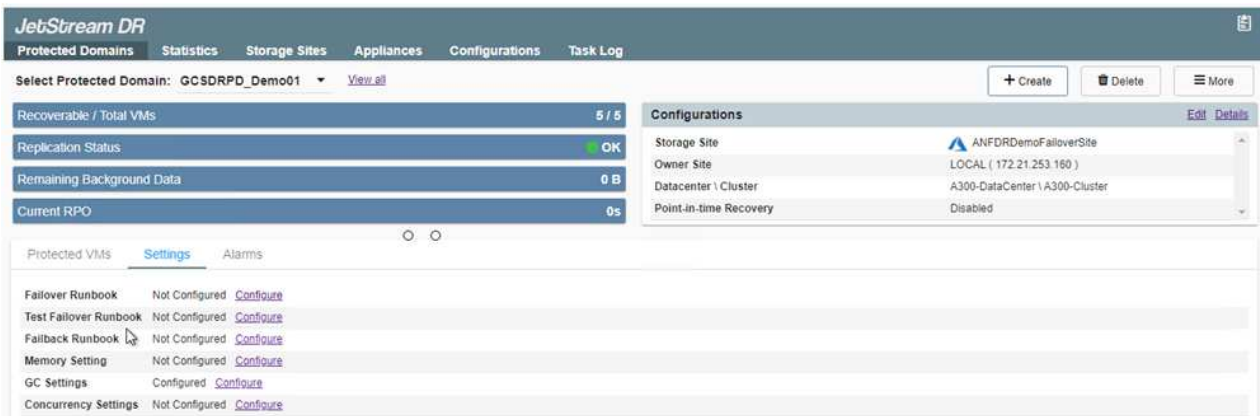 JetStream DR
Protected Domains Statistics Storage Sites Appliances Configurations Task Log
Select Protected Domain: GCSDRPD_Demo01 View all + Create Delete More
Recoverable / Total VMs 5 / 5
Replication Status OK
Remaining Background Data 0 B
Current RPO 0s
Configurations Edit Details
Storage Site ANFDRDemoFailoverSite
Owner Site LOCAL ( 172.21.253.160 )
Datacenter \ Cluster A300-DataCenter \ A300-Cluster
Point-in-time Recovery Disabled
Protected VMs Settings Alarms
Failover Runbook Not Configured Configure
Test Failover Runbook Not Configured Configure
Failback Runbook Not Configured Configure
Memory Setting Not Configured Configure
GC Settings Configured Configure
Concurrency Settings Not Configured Configure